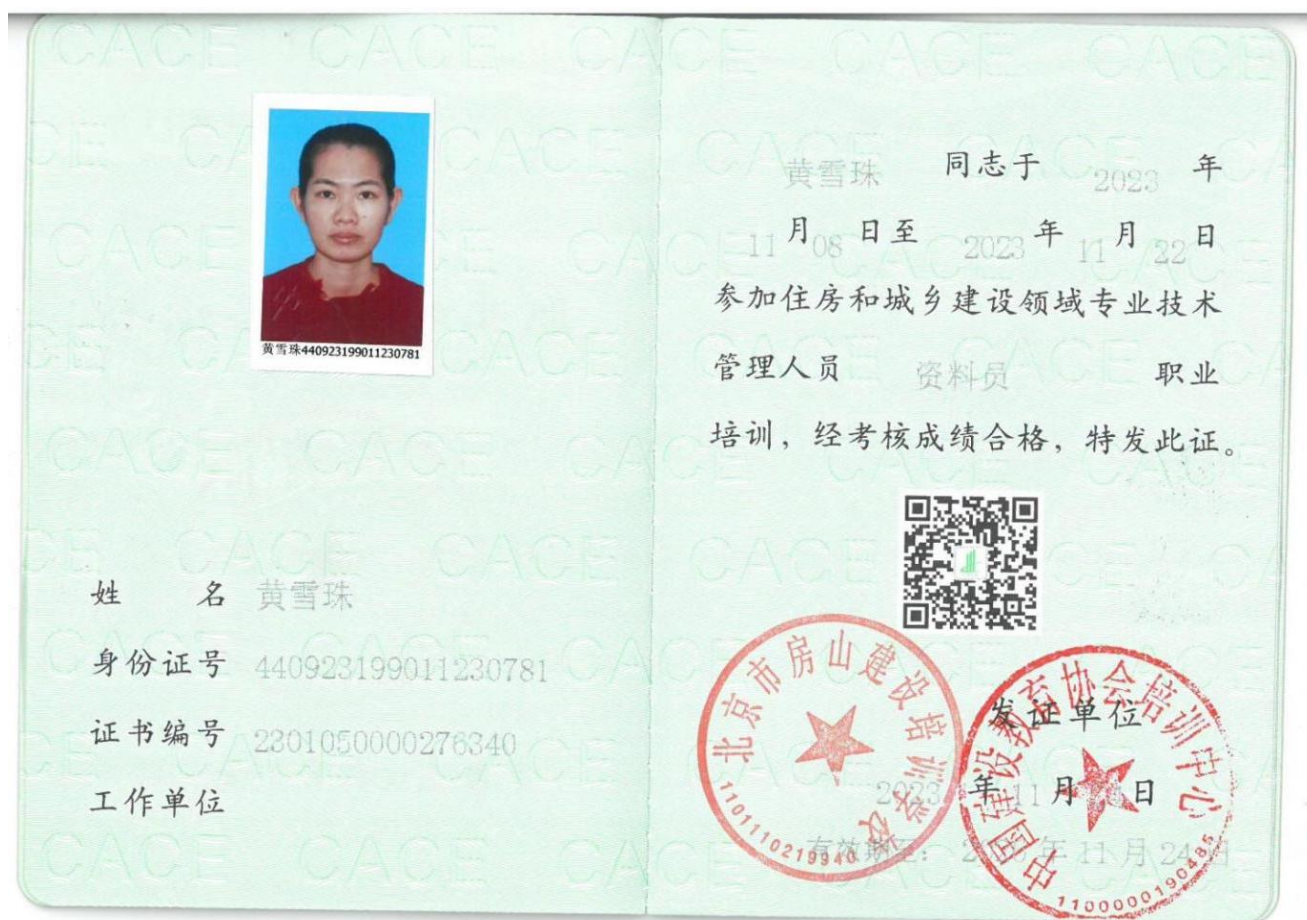 CACE CACE CACE CACE CACE
黄雪珠440923199011230781
姓 名 黄雪珠
身份证号 440923199011230781
证书编号 2301050000276340
工作单位
黄雪珠 同志于 2023 年
11 月 08 日至 2023 年 11 月 22 日
参加住房和城乡建设领域专业技术
管理人员 资料员 职业
培训，经考核成绩合格，特发此证。
北京市房山建设培训学校
1101110219940
中国建设教育协会培训中心
1100000190485
发证单位
2023 年 11 月 日
有效期至： 年 11 月 24 日